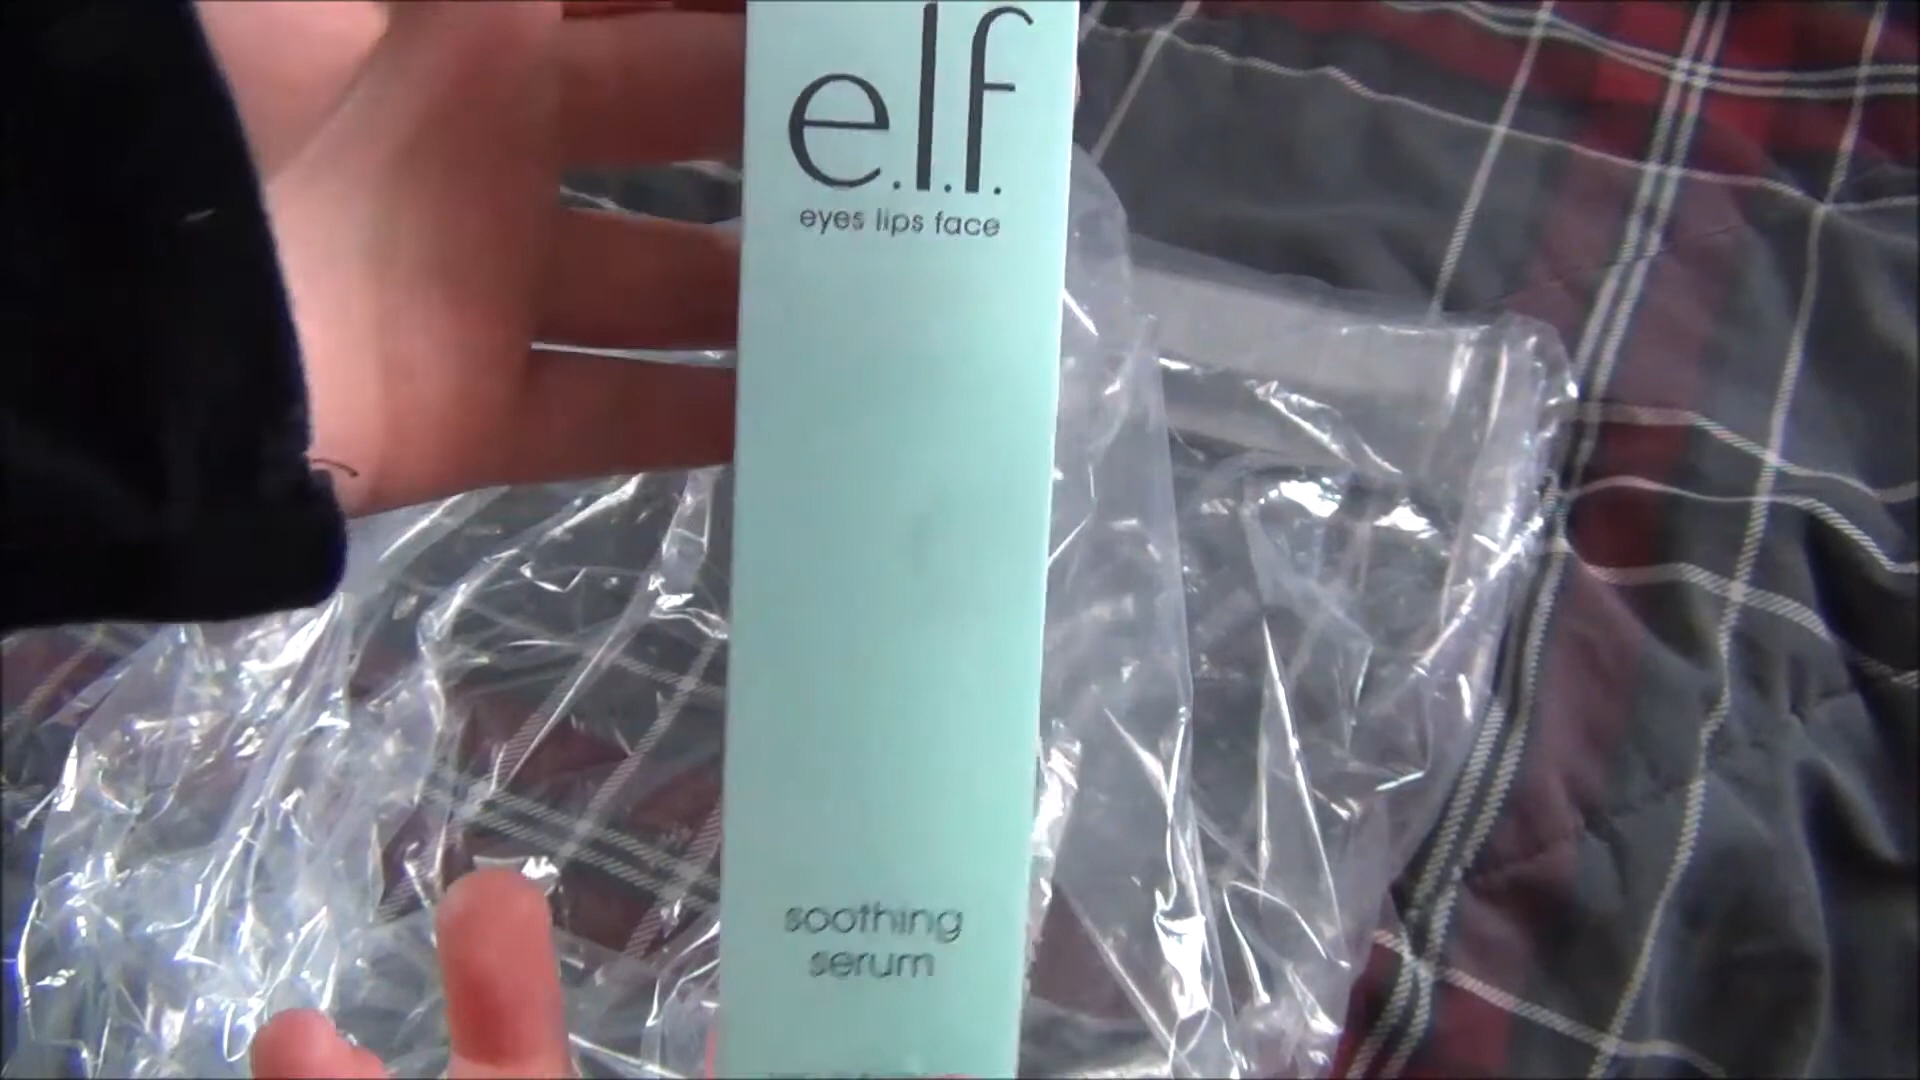 e.l.f.
eyes lips face
soothing
serum